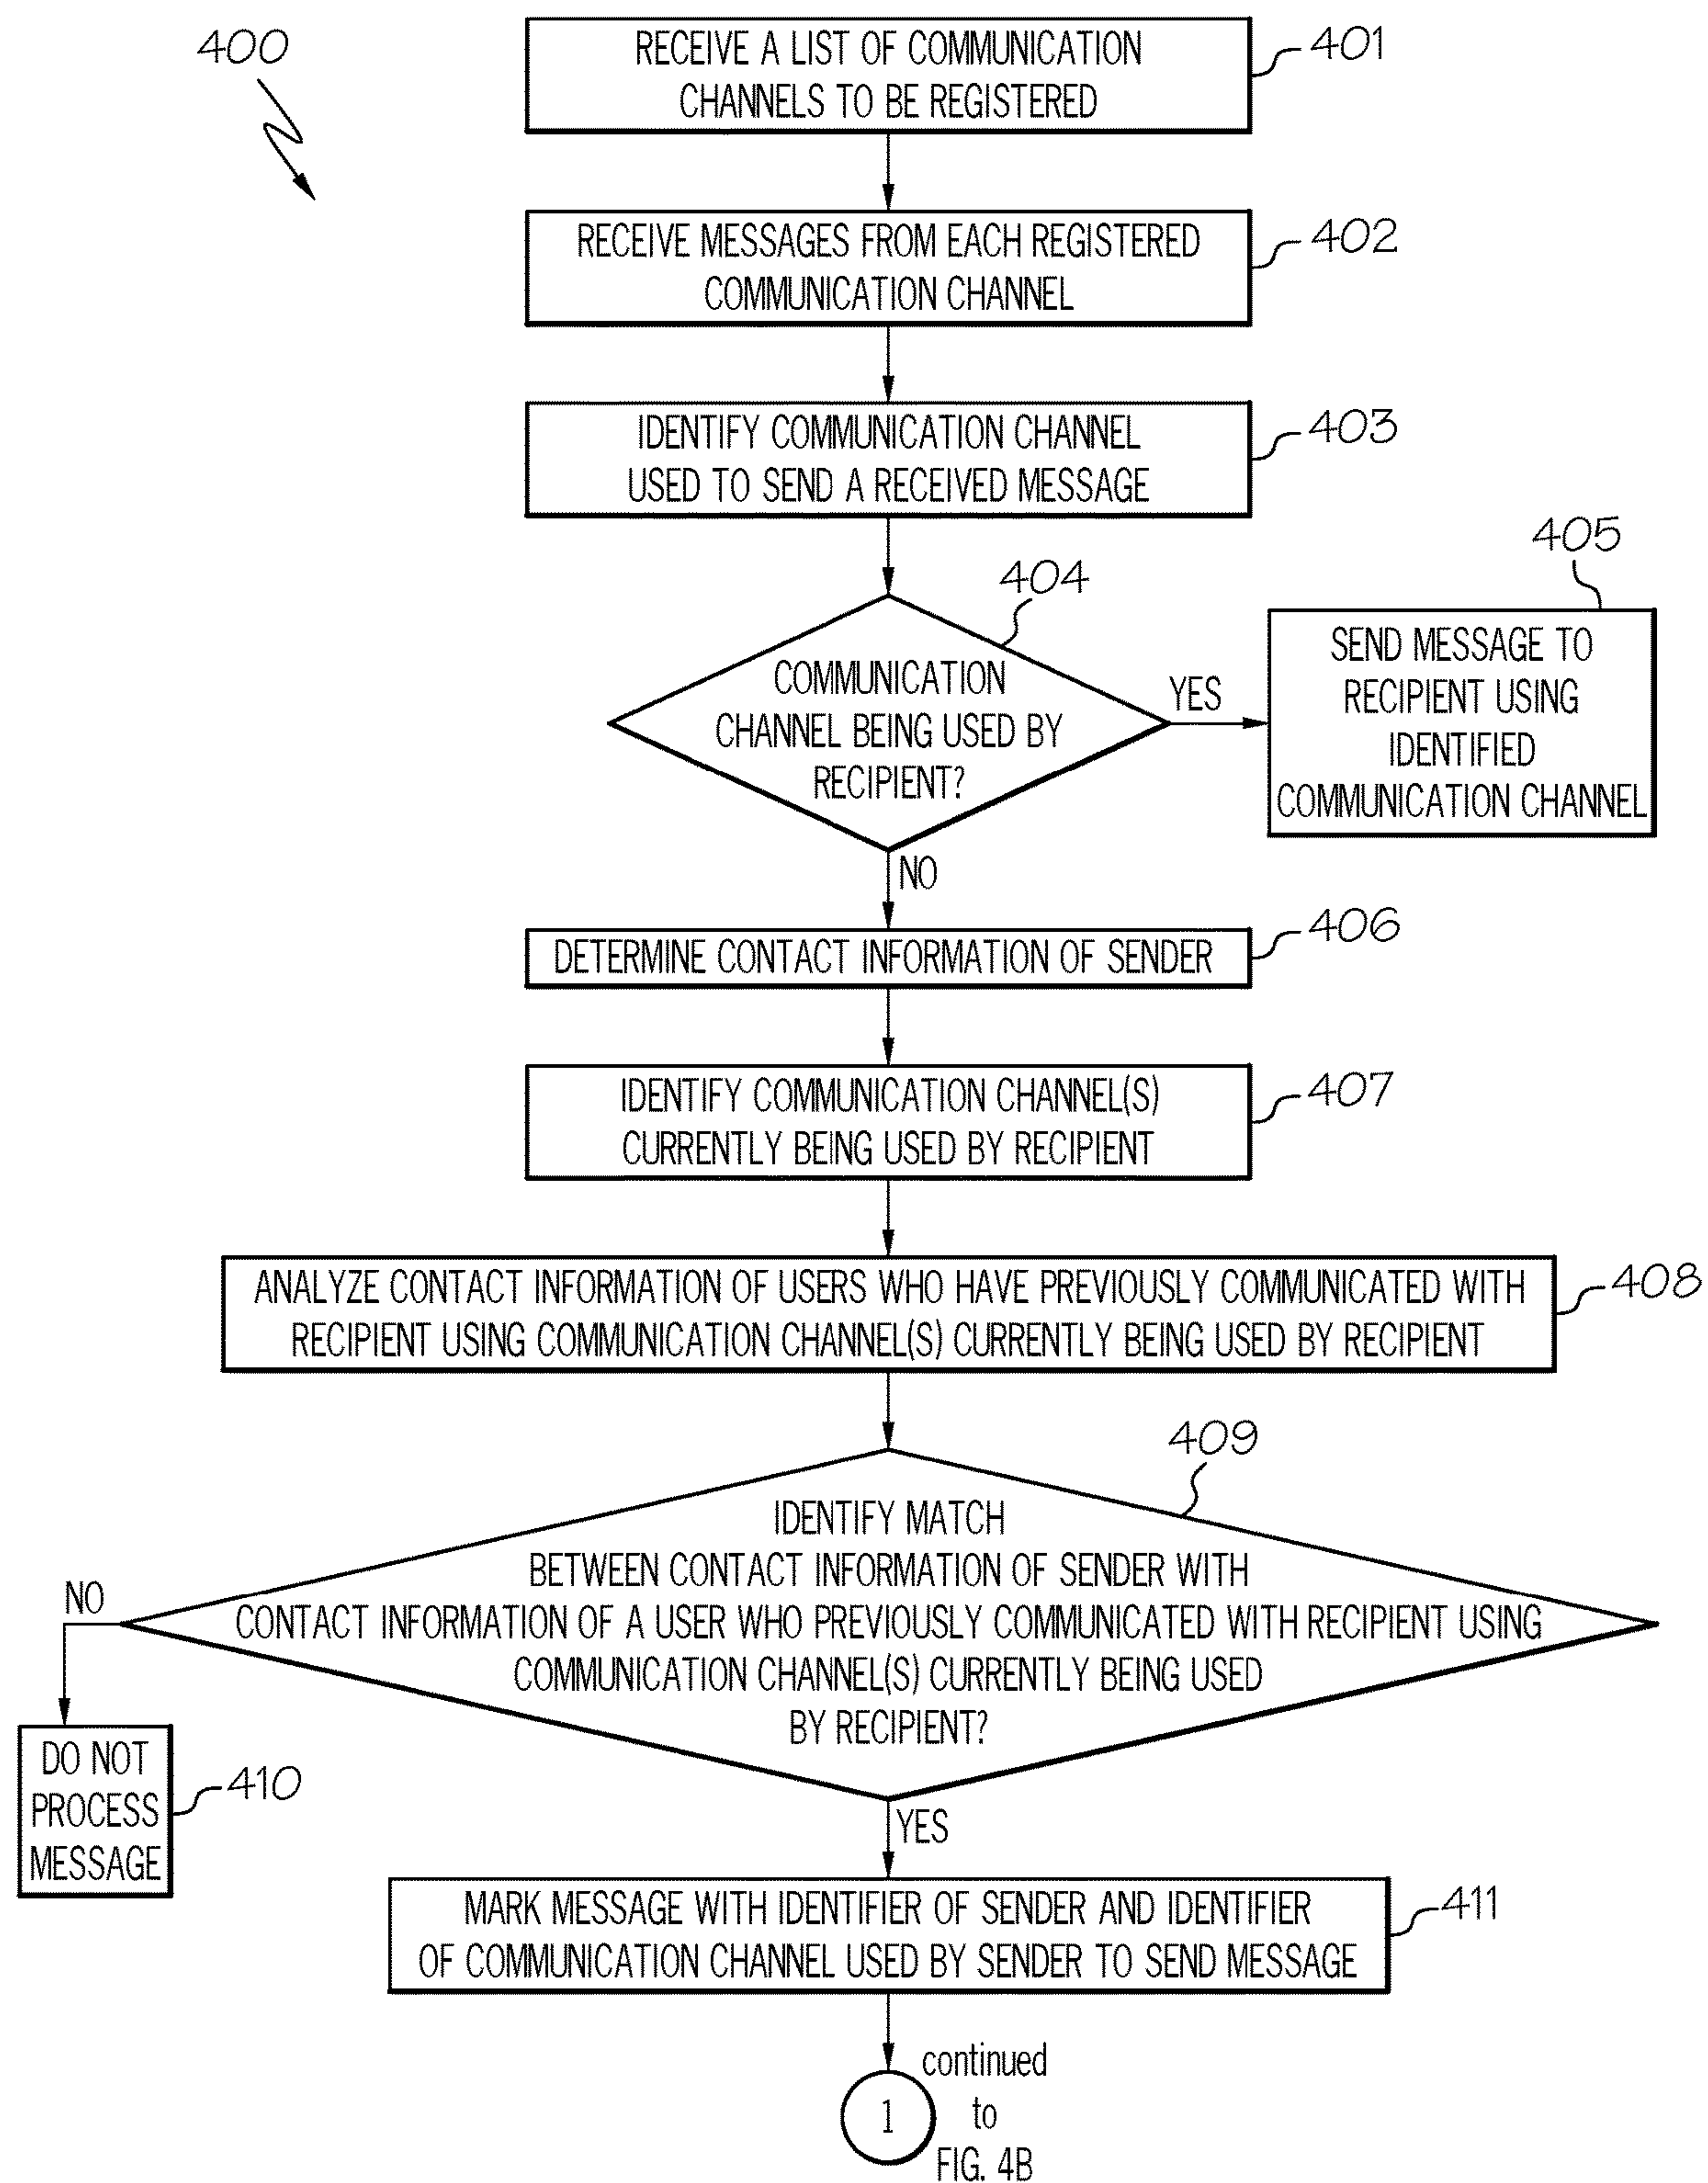 400
RECEIVE A LIST OF COMMUNICATION
CHANNELS TO BE REGISTERED
401
RECEIVE MESSAGES FROM EACH REGISTERED
COMMUNICATION CHANNEL
402
IDENTIFY COMMUNICATION CHANNEL
USED TO SEND A RECEIVED MESSAGE
403
404
COMMUNICATION
CHANNEL BEING USED BY
RECIPIENT?
YES
405
SEND MESSAGE TO
RECIPIENT USING
IDENTIFIED
COMMUNICATION CHANNEL
NO
DETERMINE CONTACT INFORMATION OF SENDER
406
IDENTIFY COMMUNICATION CHANNEL(S)
CURRENTLY BEING USED BY RECIPIENT
407
ANALYZE CONTACT INFORMATION OF USERS WHO HAVE PREVIOUSLY COMMUNICATED WITH
RECIPIENT USING COMMUNICATION CHANNEL(S) CURRENTLY BEING USED BY RECIPIENT
408
409
IDENTIFY MATCH
BETWEEN CONTACT INFORMATION OF SENDER WITH
CONTACT INFORMATION OF A USER WHO PREVIOUSLY COMMUNICATED WITH RECIPIENT USING
COMMUNICATION CHANNEL(S) CURRENTLY BEING USED
BY RECIPIENT?
NO
DO NOT
PROCESS
MESSAGE
410
YES
MARK MESSAGE WITH IDENTIFIER OF SENDER AND IDENTIFIER
OF COMMUNICATION CHANNEL USED BY SENDER TO SEND MESSAGE
411
1
continued
to
FIG. 4B